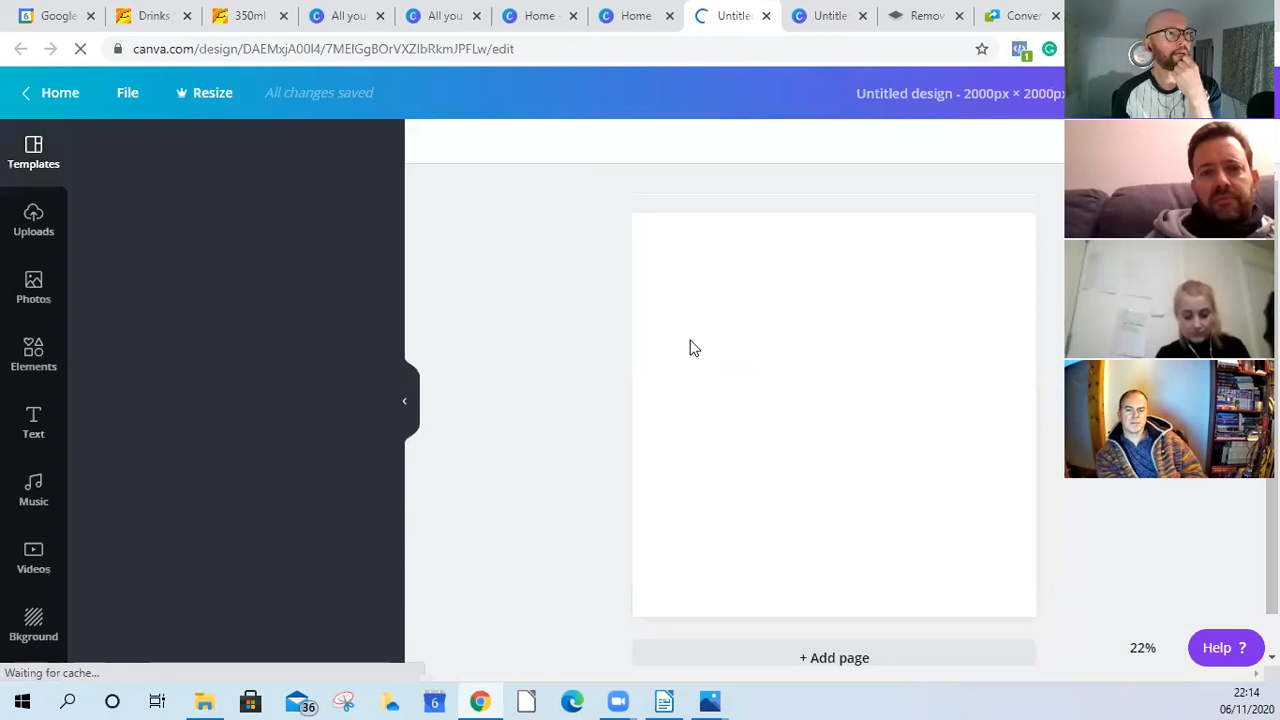 Google
Drinks
350ml
All you
All you
Home -
Home
Untitle
Untitle
Remov
Conver
canva.com/design/DAEMxjA00I4/7MEIGgBOrVXZIbRkmJPFLw/edit
1
Home
File
Resize
All changes saved
Untitled design - 2000px × 2000px
Templates
Uploads
Photos
Elements
Text
Music
Videos
Bkground
+ Add page
22%
Help ?
Waiting for cache...
36
6
22:14
06/11/2020